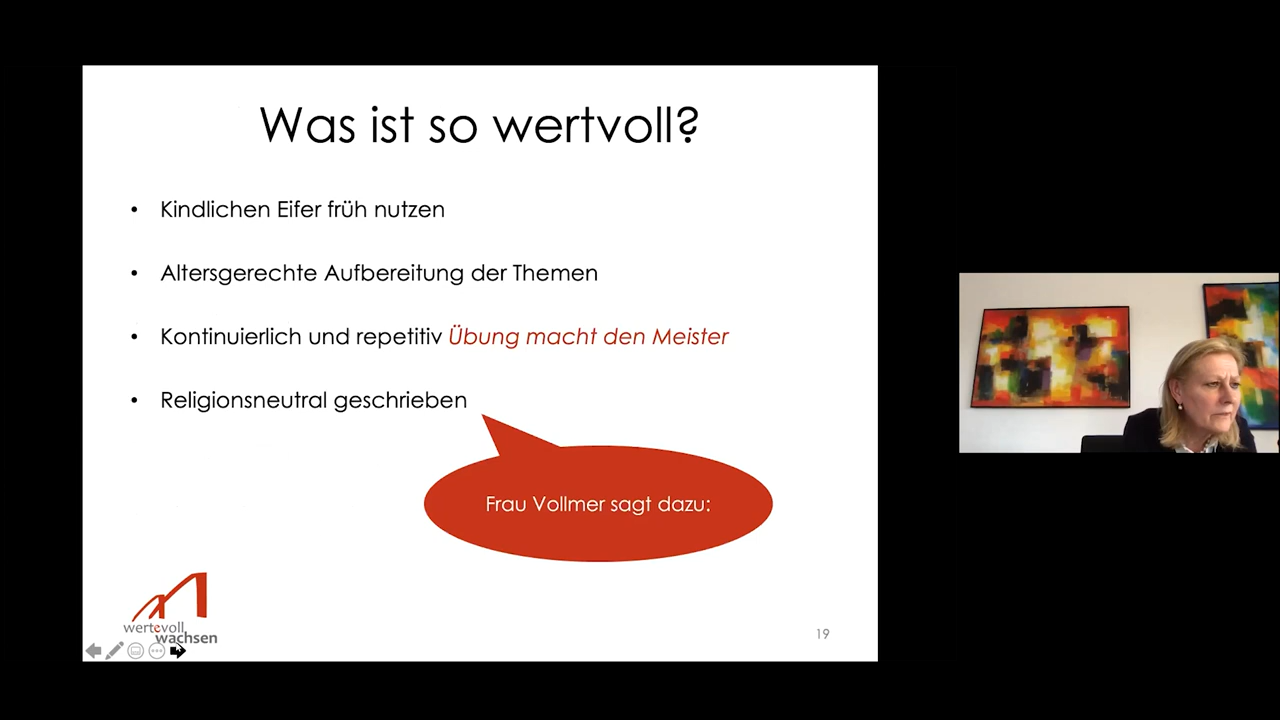 Was ist so wertvoll?
• Kindlichen Eifer früh nutzen
• Altersgerechte Aufbereitung der Themen
• Kontinuierlich und repetitiv Übung macht den Meister
• Religionsneutral geschrieben
Frau Vollmer sagt dazu:
wertevoll
wachsen
19